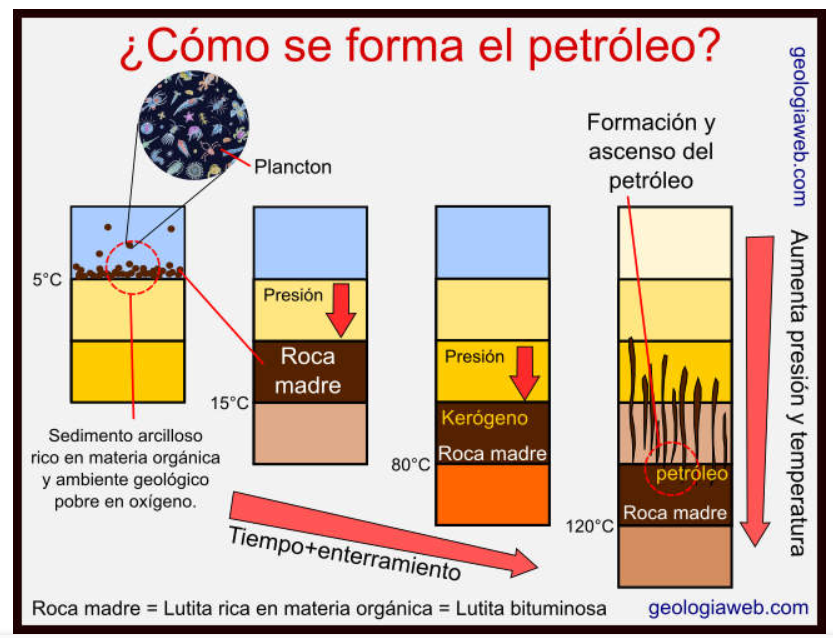 ¿Cómo se forma el petróleo?
geologiaweb.com
Plancton
Formación y
ascenso del
petróleo
5°C
Presión
Roca
madre
15°C
Presión
Kerógeno
Roca madre
80°C
petróleo
Roca madre
120°C
Aumenta presión y temperatura
Sedimento arcilloso
rico en materia orgánica
y ambiente geológico
pobre en oxígeno.
Tiempo+enterramiento
Roca madre = Lutita rica en materia orgánica = Lutita bituminosa
geologiaweb.com